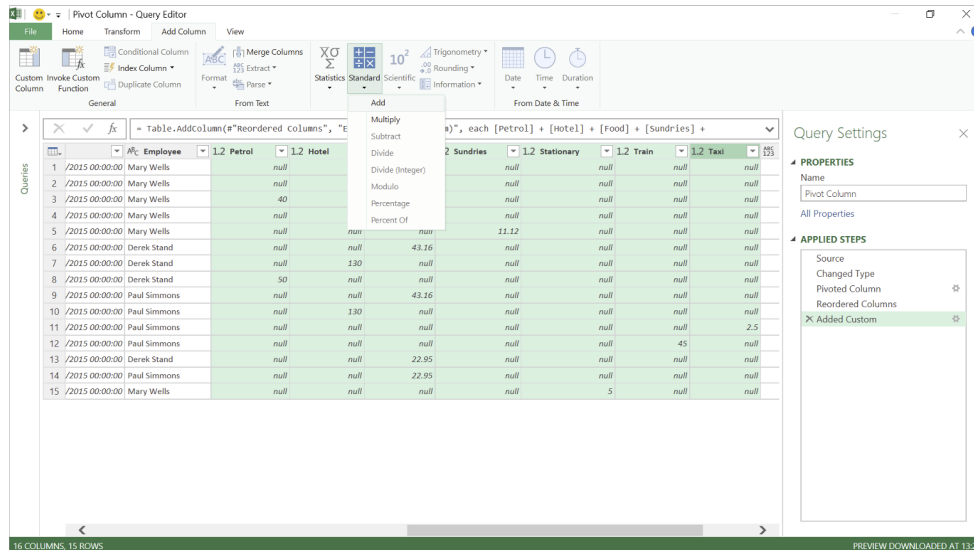 Pivot Column - Query Editor
File Home Transform Add Column View
Custom Column
Invoke Custom Function
Conditional Column
Index Column
Duplicate Column
General
Format
ABC
Merge Columns
Extract
Parse
From Text
Statistics
Standard
Scientific
Trigonometry
Rounding
Information
Date
Time
Duration
From Date & Time
Add
Multiply
Subtract
Divide
Divide (Integer)
Modulo
Percentage
Percent Of
fx = Table.AddColumn(#"Reordered Columns", "E )", each [Petrol] + [Hotel] + [Food] + [Sundries] +
Queries
Employee 1.2 Petrol 1.2 Hotel 2 Sundries 1.2 Stationary 1.2 Train 1.2 Taxi ABC 123
1 /2015 00:00:00 Mary Wells null null null null null
2 /2015 00:00:00 Mary Wells null null null null null
3 /2015 00:00:00 Mary Wells 40 null null null null
4 /2015 00:00:00 Mary Wells null null null null null
5 /2015 00:00:00 Mary Wells null null null 11.12 null null null
6 /2015 00:00:00 Derek Stand null null 43.16 null null null null
7 /2015 00:00:00 Derek Stand null 130 null null null null null
8 /2015 00:00:00 Derek Stand 50 null null null null null null
9 /2015 00:00:00 Paul Simmons null null 43.16 null null null null
10 /2015 00:00:00 Paul Simmons null 130 null null null null null
11 /2015 00:00:00 Paul Simmons null null null null null null 2.5
12 /2015 00:00:00 Paul Simmons null null null null null 45 null
13 /2015 00:00:00 Derek Stand null null 22.95 null null null null
14 /2015 00:00:00 Paul Simmons null null 22.95 null null null null
15 /2015 00:00:00 Mary Wells null null null null 5 null null
Query Settings
PROPERTIES
Name
Pivot Column
All Properties
APPLIED STEPS
Source
Changed Type
Pivoted Column
Reordered Columns
Added Custom
16 COLUMNS, 15 ROWS
PREVIEW DOWNLOADED AT 13: